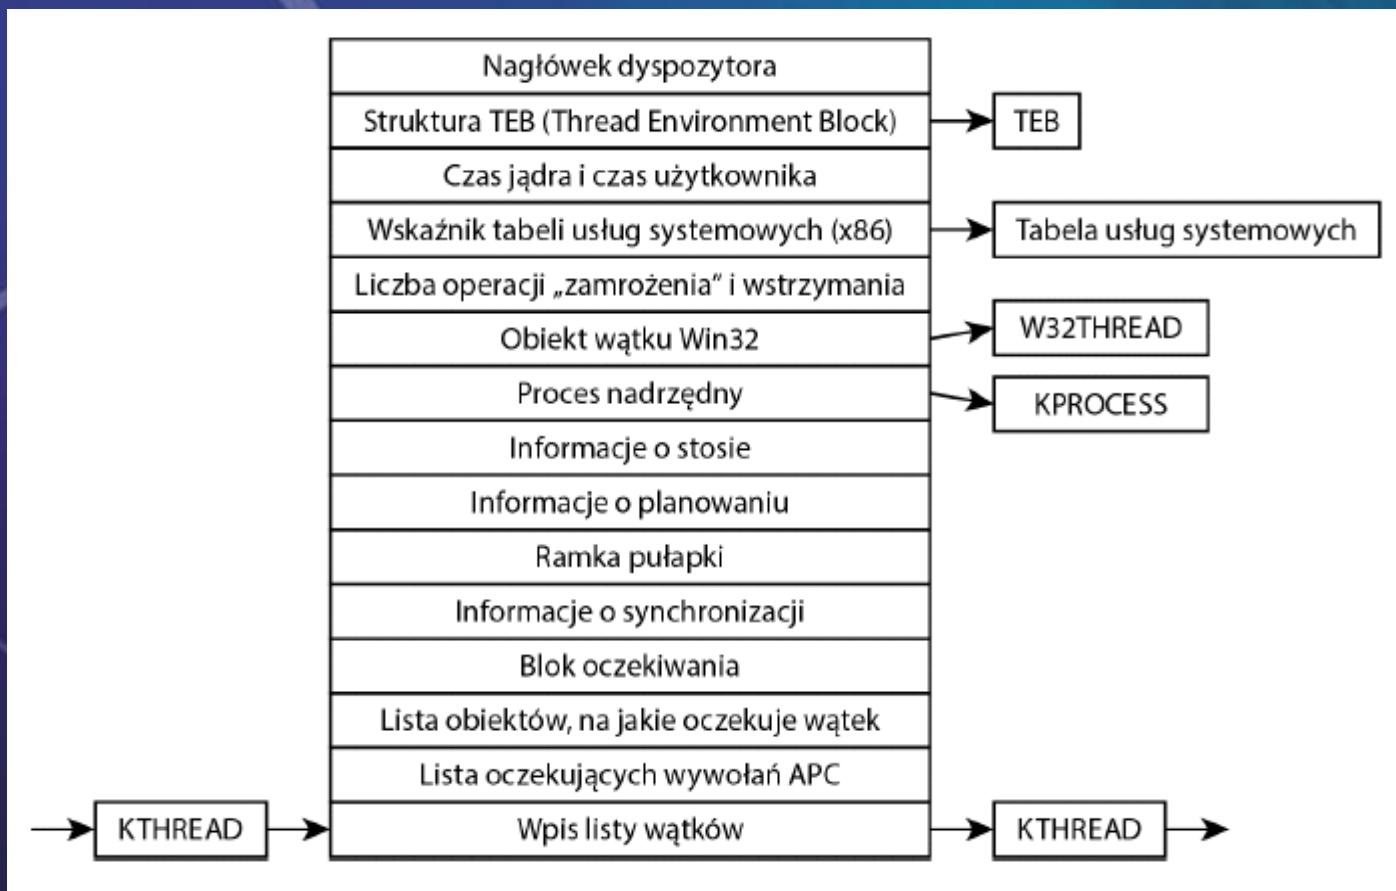 Nagłówek dyspozytora
Struktura TEB (Thread Environment Block)
TEB
Czas jądra i czas użytkownika
Wskaźnik tabeli usług systemowych (x86)
Tabela usług systemowych
Liczba operacji „zamrożenia” i wstrzymania
Obiekt wątku Win32
W32THREAD
Proces nadrzędny
KPROCESS
Informacje o stosie
Informacje o planowaniu
Ramka pułapki
Informacje o synchronizacji
Blok oczekiwania
Lista obiektów, na jakie oczekuje wątek
Lista oczekujących wywołań APC
KTHREAD
Wpis listy wątków
KTHREAD